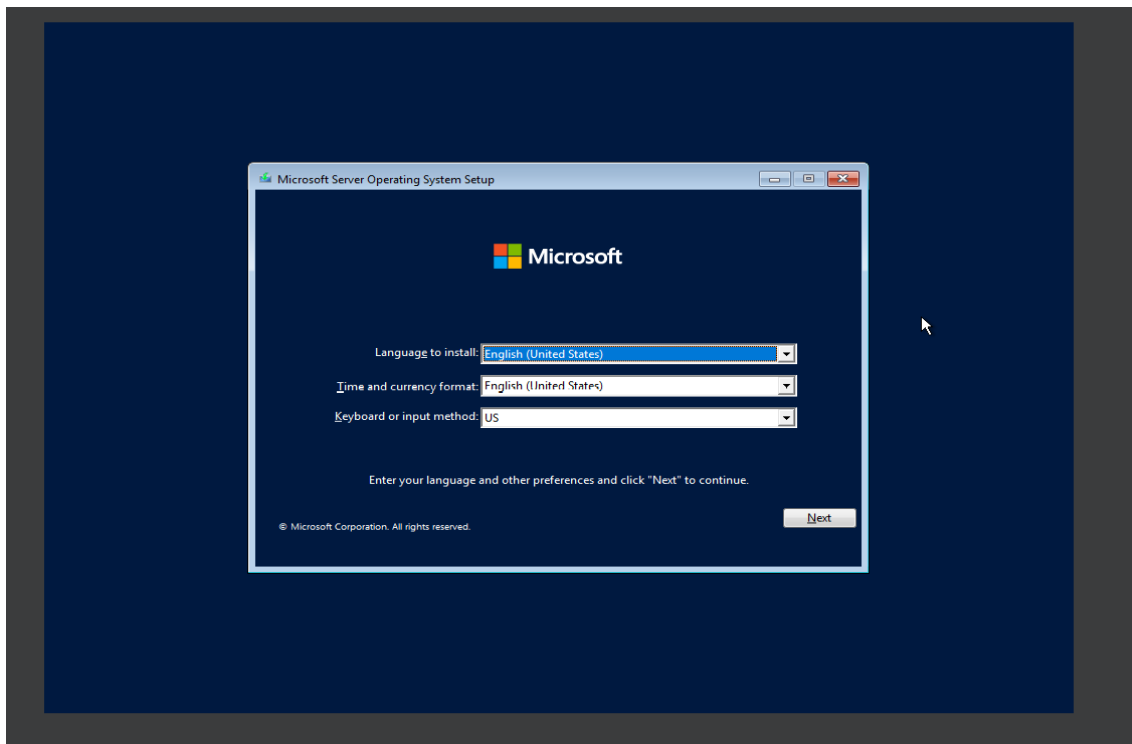 Microsoft Server Operating System Setup
Microsoft
Language to install: English (United States)
Time and currency format: English (United States)
Keyboard or input method: US
Enter your language and other preferences and click "Next" to continue.
Next
© Microsoft Corporation. All rights reserved.